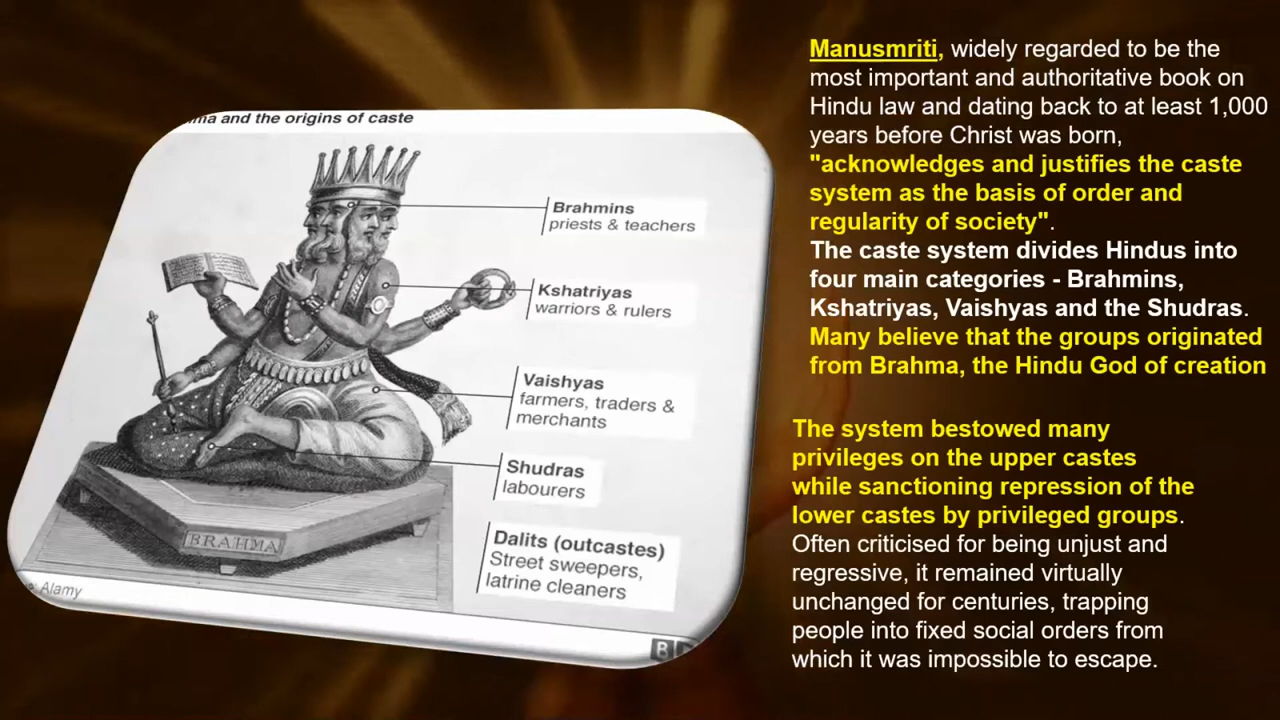 ma and the origins of caste
Brahmins
priests & teachers
Kshatriyas
warriors & rulers
Vaishyas
farmers, traders &
merchants
Shudras
labourers
Dalits (outcastes)
Street sweepers,
latrine cleaners
BRAHMA
Alamy
B
Manusmriti, widely regarded to be the
most important and authoritative book on
Hindu law and dating back to at least 1,000
years before Christ was born,
"acknowledges and justifies the caste
system as the basis of order and
regularity of society".
The caste system divides Hindus into
four main categories - Brahmins,
Kshatriyas, Vaishyas and the Shudras.
Many believe that the groups originated
from Brahma, the Hindu God of creation
The system bestowed many
privileges on the upper castes
while sanctioning repression of the
lower castes by privileged groups.
Often criticised for being unjust and
regressive, it remained virtually
unchanged for centuries, trapping
people into fixed social orders from
which it was impossible to escape.